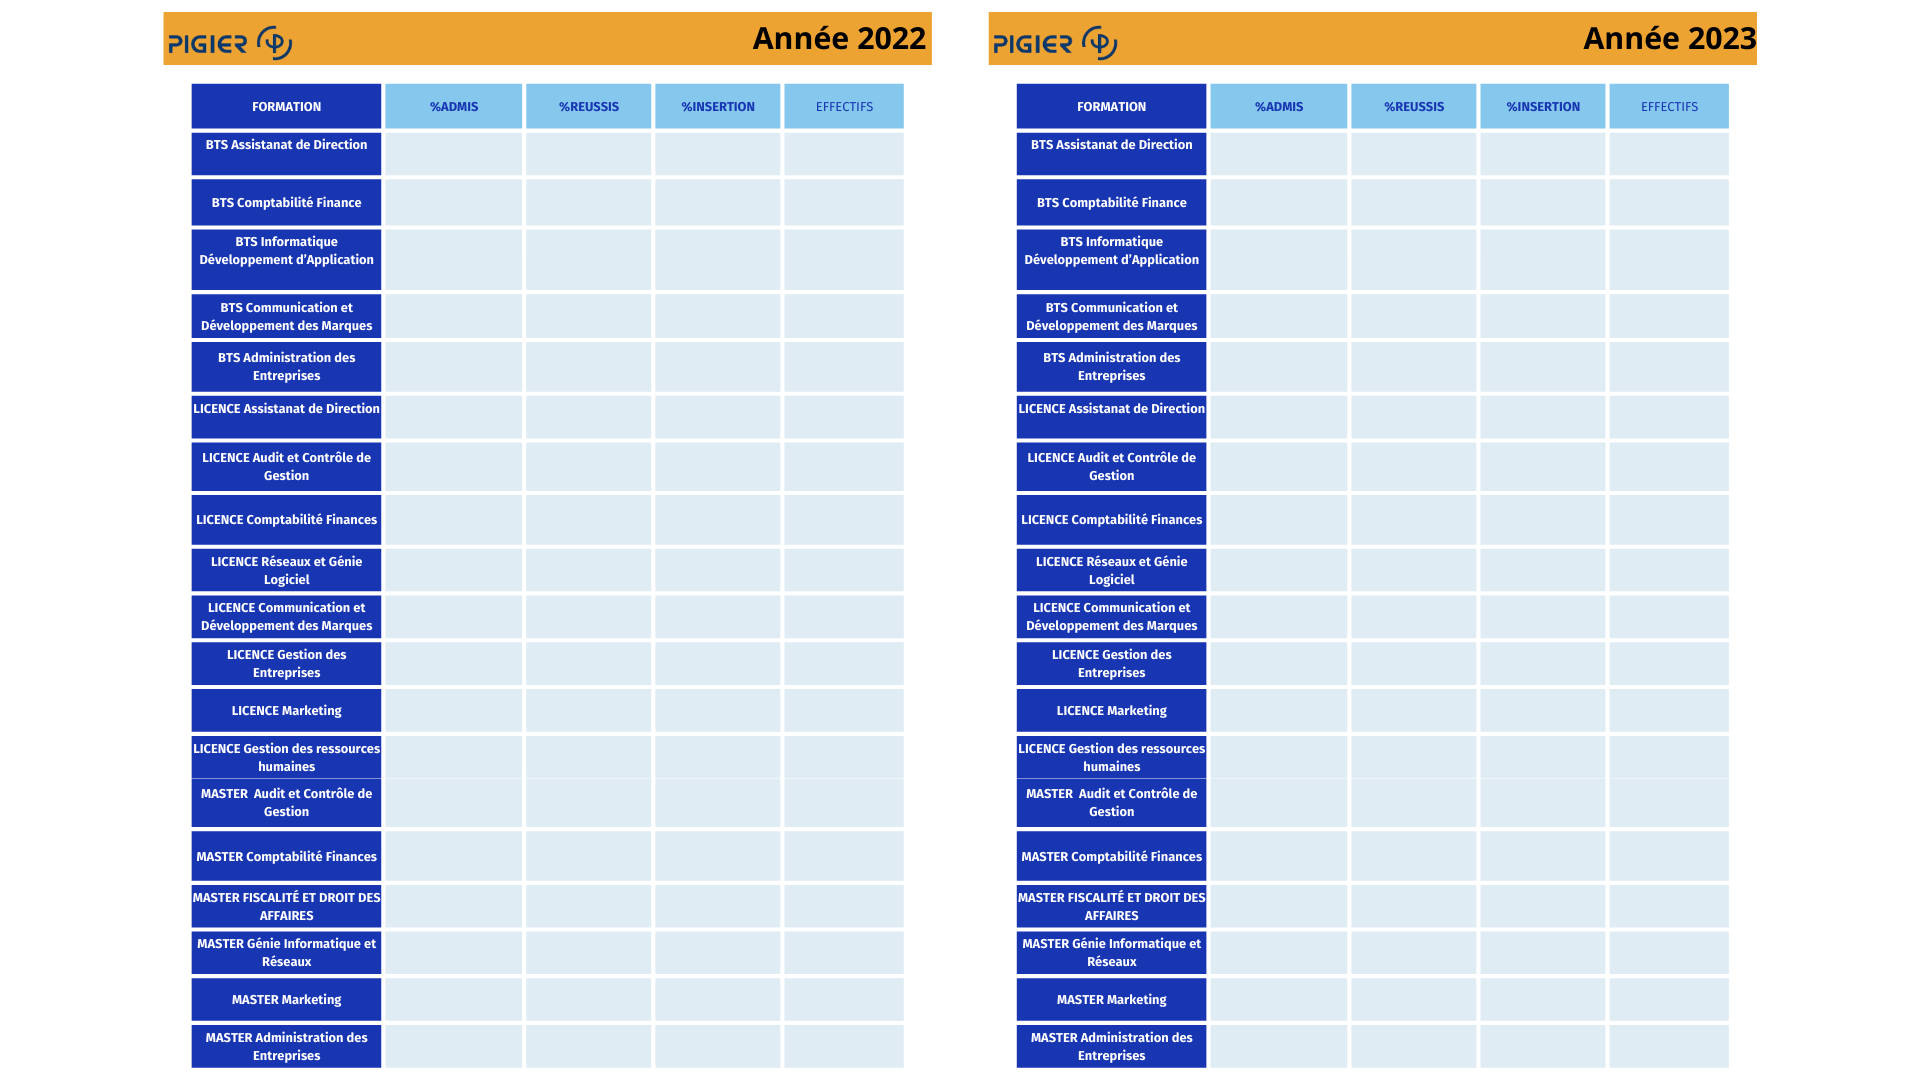 PIGIER
Année 2022
FORMATION
%ADMIS
%REUSSIS
%INSERTION
EFFECTIFS
BTS Assistanat de Direction
BTS Comptabilité Finance
BTS Informatique
Développement d’Application
BTS Communication et
Développement des Marques
BTS Administration des
Entreprises
LICENCE Assistanat de Direction
LICENCE Audit et Contrôle de
Gestion
LICENCE Comptabilité Finances
LICENCE Réseaux et Génie
Logiciel
LICENCE Communication et
Développement des Marques
LICENCE Gestion des
Entreprises
LICENCE Marketing
LICENCE Gestion des ressources
humaines
MASTER  Audit et Contrôle de
Gestion
MASTER Comptabilité Finances
MASTER FISCALITÉ ET DROIT DES
AFFAIRES
MASTER Génie Informatique et
Réseaux
MASTER Marketing
MASTER Administration des
Entreprises
PIGIER
Année 2023
FORMATION
%ADMIS
%REUSSIS
%INSERTION
EFFECTIFS
BTS Assistanat de Direction
BTS Comptabilité Finance
BTS Informatique
Développement d’Application
BTS Communication et
Développement des Marques
BTS Administration des
Entreprises
LICENCE Assistanat de Direction
LICENCE Audit et Contrôle de
Gestion
LICENCE Comptabilité Finances
LICENCE Réseaux et Génie
Logiciel
LICENCE Communication et
Développement des Marques
LICENCE Gestion des
Entreprises
LICENCE Marketing
LICENCE Gestion des ressources
humaines
MASTER  Audit et Contrôle de
Gestion
MASTER Comptabilité Finances
MASTER FISCALITÉ ET DROIT DES
AFFAIRES
MASTER Génie Informatique et
Réseaux
MASTER Marketing
MASTER Administration des
Entreprises